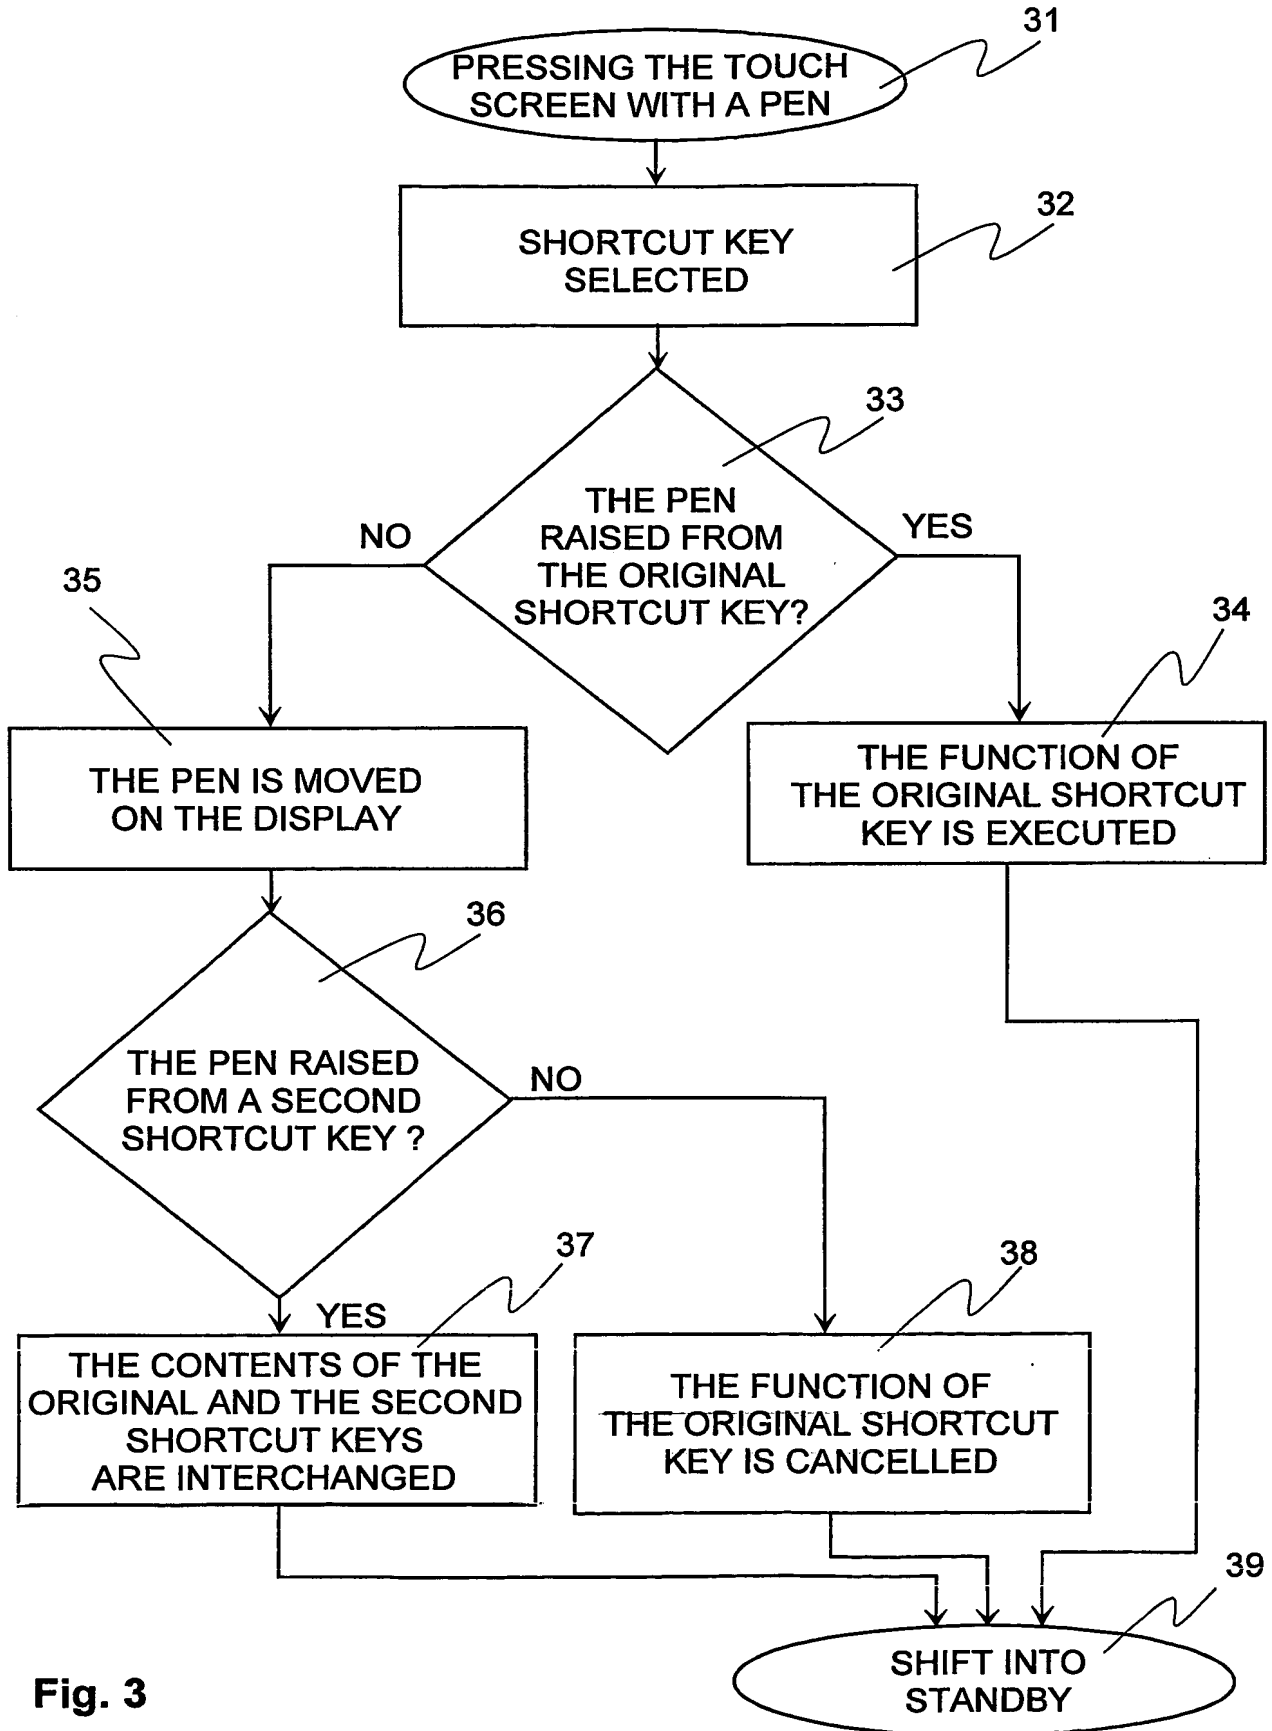 31
PRESSING THE TOUCH
SCREEN WITH A PEN
32
SHORTCUT KEY
SELECTED
33
THE PEN
RAISED FROM
THE ORIGINAL
SHORTCUT KEY?
NO
YES
35
34
THE PEN IS MOVED
ON THE DISPLAY
THE FUNCTION OF
THE ORIGINAL SHORTCUT
KEY IS EXECUTED
36
THE PEN RAISED
FROM A SECOND
SHORTCUT KEY ?
NO
37
38
YES
THE CONTENTS OF THE
ORIGINAL AND THE SECOND
SHORTCUT KEYS
ARE INTERCHANGED
THE FUNCTION OF
THE ORIGINAL SHORTCUT
KEY IS CANCELLED
39
SHIFT INTO
STANDBY
Fig. 3